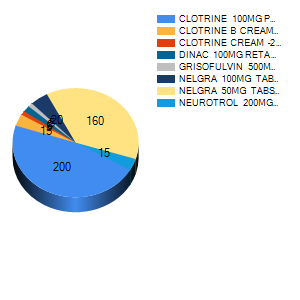 CLOTRINE 100MG P...
CLOTRINE B CREAM...
CLOTRINE CREAM -2...
DINAC 100MG RETA...
GRISOFULVIN 500M...
NELGRA 100MG TAB...
NELGRA 50MG TABS...
NEUROTROL 200MG...
20
160
15
15
200